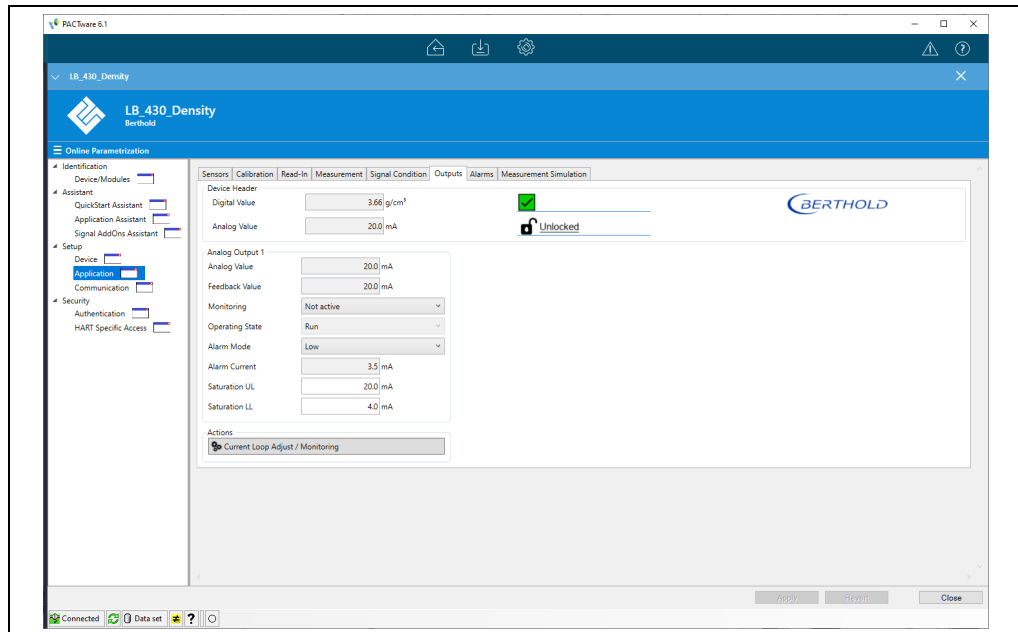 PACTware 6.1
LB_430_Demity
LB_430_Density
Berthold
Online Parametrization
Identification
Device/Modules
Assistant
QuickStart Assistant
Application Assistant
Signal AddOns Assistant
Setup
Device
Application
Communication
Security
Authentication
HART Specific Access
Sensors Calibration Read-In Measurement Signal Condition Outputs Alarms Measurement Simulation
Device Header
Digital Value 3.66 g/cm³
Analog Value 20.0 mA Unlocked
BERTHOLD
Analog Output 1
Analog Value 20.0 mA
Feedback Value 20.0 mA
Monitoring Not active
Operating State Run
Alarm Mode Low
Alarm Current 3.5 mA
Saturation UL 20.0 mA
Saturation LL 4.0 mA
Actions
Current Loop Adjust / Monitoring
Apply Revert Close
Connected Data set